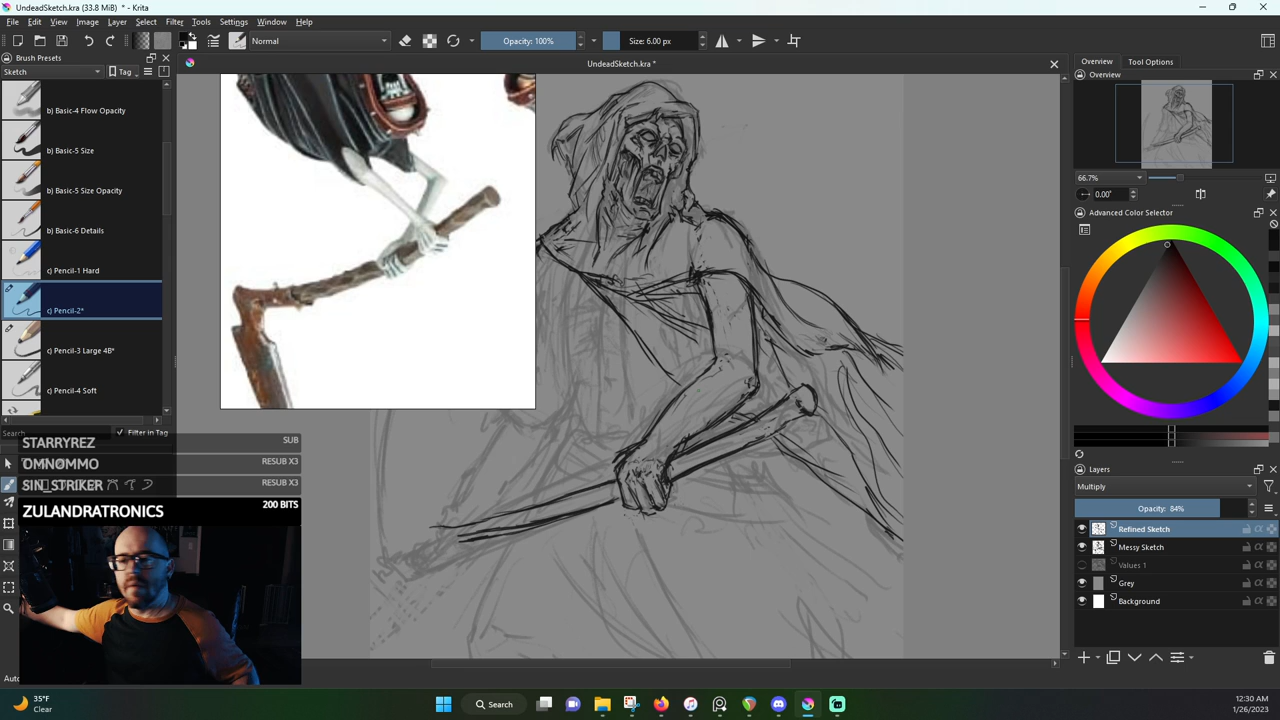 UndeadSketch.kra (33.8 MiB) * - Krita
File Edit View Image Layer Select Filter Tools Settings Window Help
Normal
Opacity: 100%
Size: 6.00 px
Brush Presets
Sketch
Tag
b) Basic-4 Flow Opacity
b) Basic-5 Size
b) Basic-5 Size Opacity
b) Basic-6 Details
c) Pencil-1 Hard
c) Pencil-2*
c) Pencil-3 Large 4B*
c) Pencil-4 Soft
Search
Filter in Tag
UndeadSketch.kra *
STARRYREZ SUB
OMNØMMO RESUB X3
SIN_STRIKER RESUB X3
ZULANDRATRONICS 200 BITS
Auto
Overview Tool Options
Overview
66.7%
0.00°
Advanced Color Selector
Layers
Multiply
Opacity: 84%
Refined Sketch
Messy Sketch
Values 1
Grey
Background
35°F
Clear
Search
12:30 AM
1/26/2023